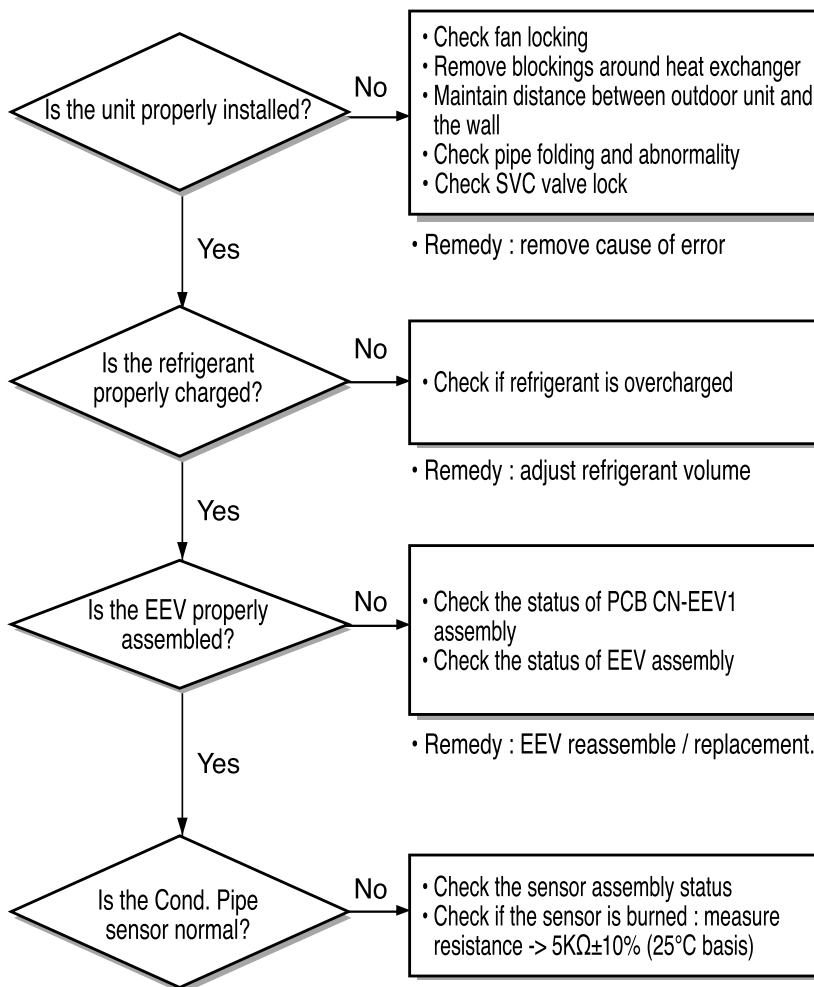 Is the unit properly installed?
No
• Check fan locking
• Remove blockings around heat exchanger
• Maintain distance between outdoor unit and
the wall
• Check pipe folding and abnormality
• Check SVC valve lock
• Remedy : remove cause of error
Yes
Is the refrigerant
properly charged?
No
• Check if refrigerant is overcharged
• Remedy : adjust refrigerant volume
Yes
Is the EEV properly
assembled?
No
• Check the status of PCB CN-EEV1
assembly
• Check the status of EEV assembly
• Remedy : EEV reassemble / replacement.
Yes
Is the Cond. Pipe
sensor normal?
No
• Check the sensor assembly status
• Check if the sensor is burned : measure
resistance -> 5KΩ±10% (25°C basis)